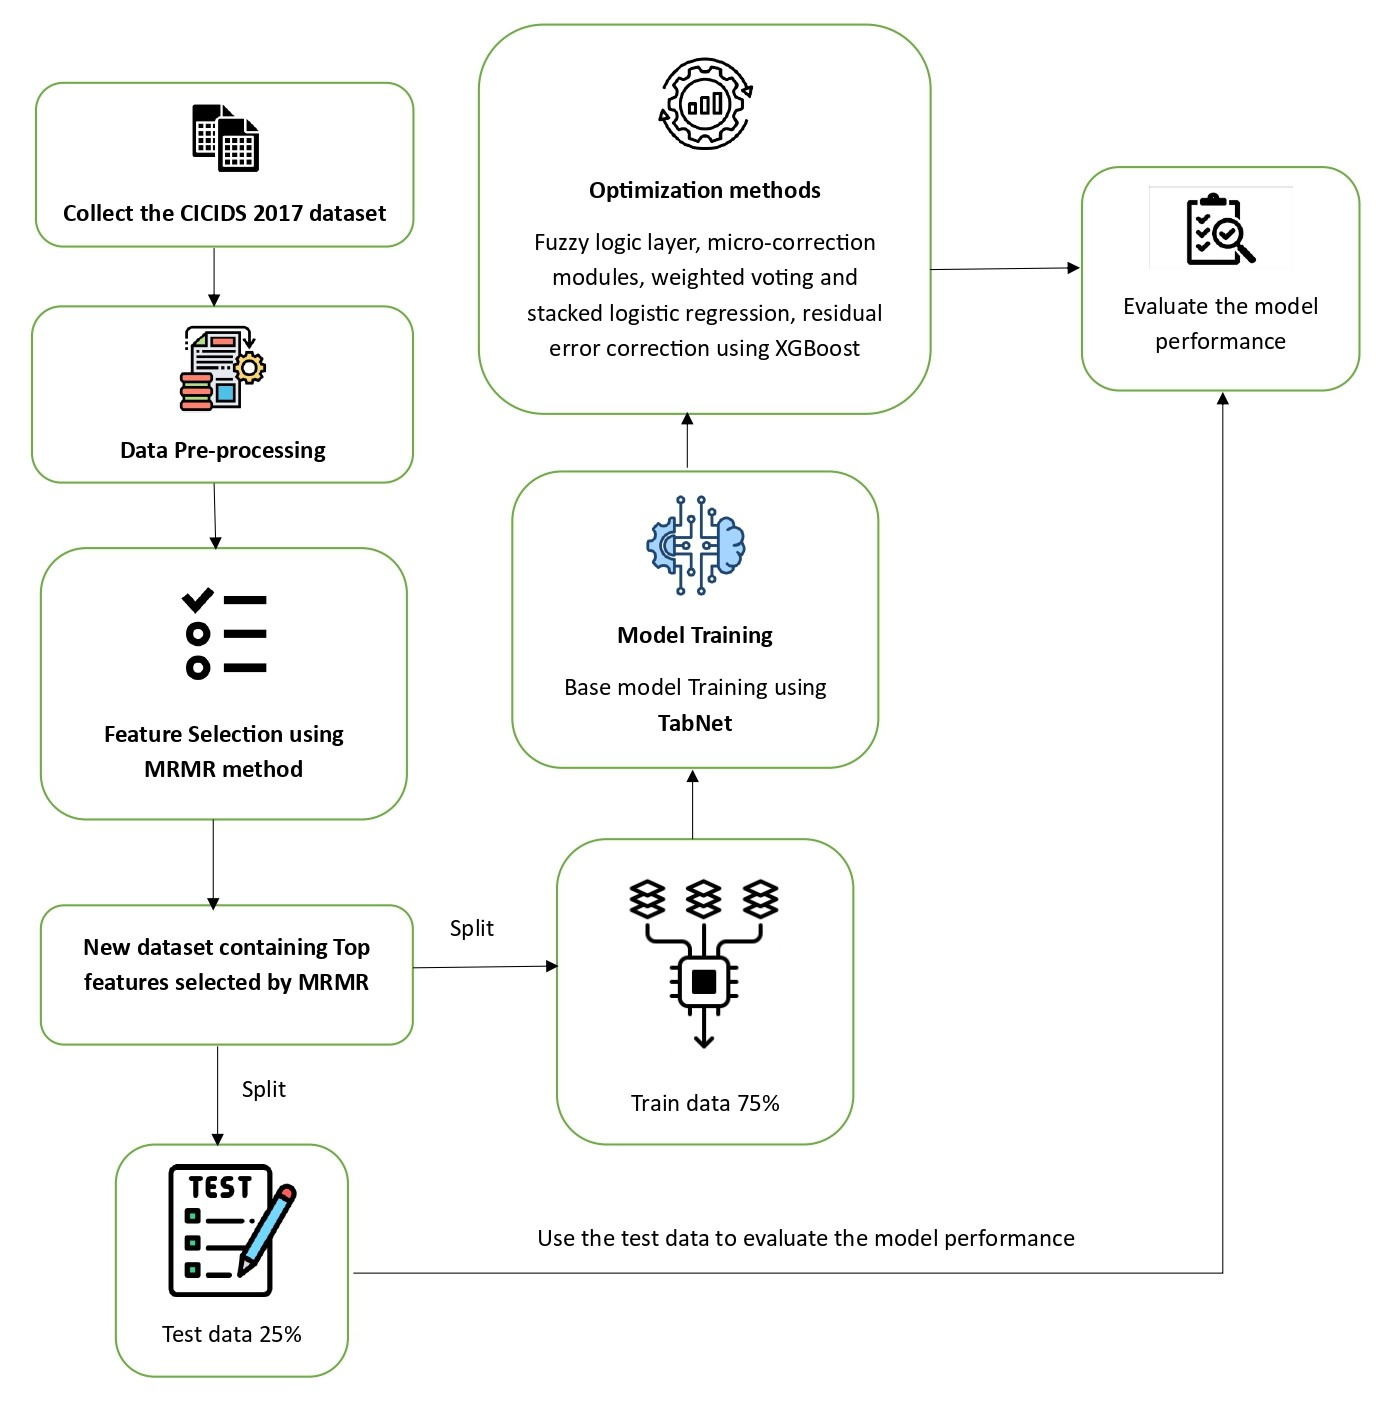 Collect the CICIDS 2017 dataset
Data Pre-processing
Feature Selection using
MRMR method
New dataset containing Top
features selected by MRMR
Split
Split
TEST
Test data 25%
Train data 75%
Model Training
Base model Training using
TabNet
Optimization methods
Fuzzy logic layer, micro-correction
modules, weighted voting and
stacked logistic regression, residual
error correction using XGBoost
Evaluate the model
performance
Use the test data to evaluate the model performance